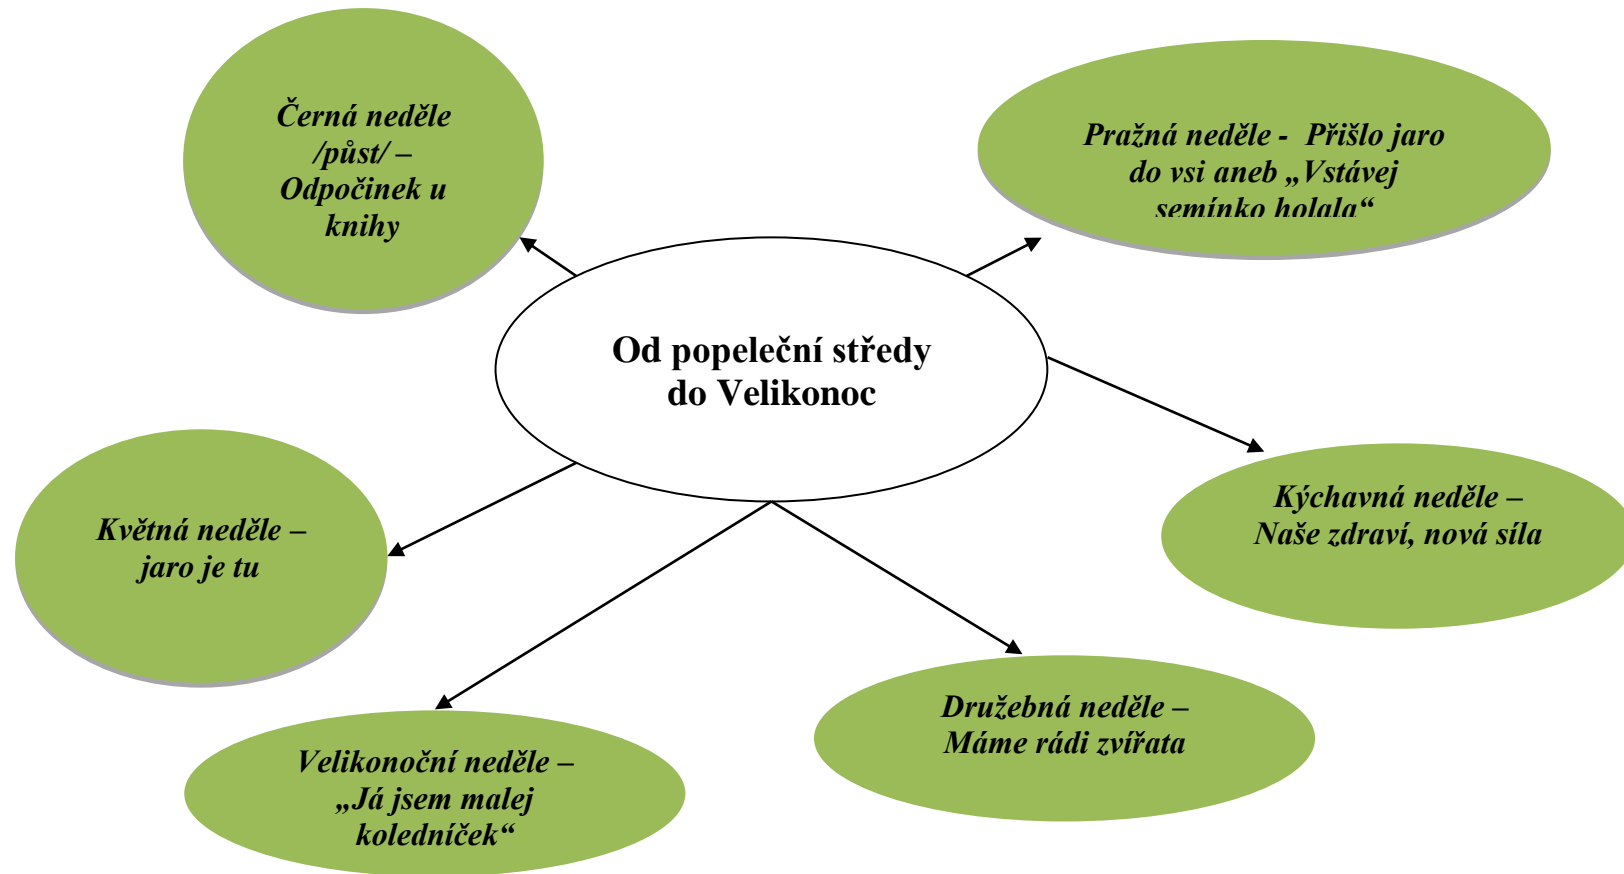 Černá neděle
/půst/ –
Odpočinek u
knihy
Pražná neděle - Přišlo jaro
do vsi aneb „Vstávej
semínko holala“
Od popeleční středy
do Velikonoc
Květná neděle –
jaro je tu
Kýchavná neděle –
Naše zdraví, nová síla
Velikonoční neděle –
„Já jsem malej
koledníček“
Družebná neděle –
Máme rádi zvířata